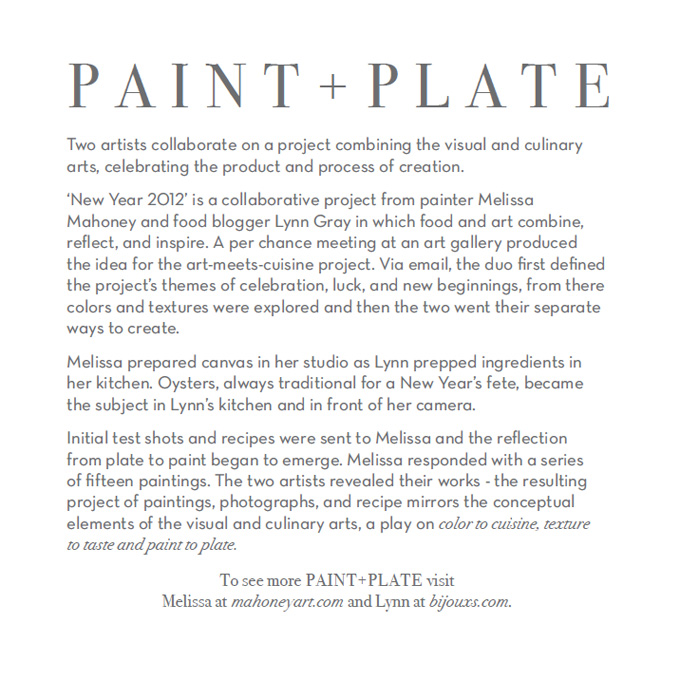 PAINT+PLATE
Two artists collaborate on a project combining the visual and culinary
arts, celebrating the product and process of creation.
‘New Year 2012’ is a collaborative project from painter Melissa
Mahoney and food blogger Lynn Gray in which food and art combine,
reflect, and inspire. A per chance meeting at an art gallery produced
the idea for the art-meets-cuisine project. Via email, the duo first defined
the project’s themes of celebration, luck, and new beginnings, from there
colors and textures were explored and then the two went their separate
ways to create.
Melissa prepared canvas in her studio as Lynn prepped ingredients in
her kitchen. Oysters, always traditional for a New Year’s fete, became
the subject in Lynn’s kitchen and in front of her camera.
Initial test shots and recipes were sent to Melissa and the reflection
from plate to paint began to emerge. Melissa responded with a series
of fifteen paintings. The two artists revealed their works - the resulting
project of paintings, photographs, and recipe mirrors the conceptual
elements of the visual and culinary arts, a play on color to cuisine, texture
to taste and paint to plate.
To see more PAINT+PLATE visit
Melissa at mahoneyart.com and Lynn at bijouxs.com.